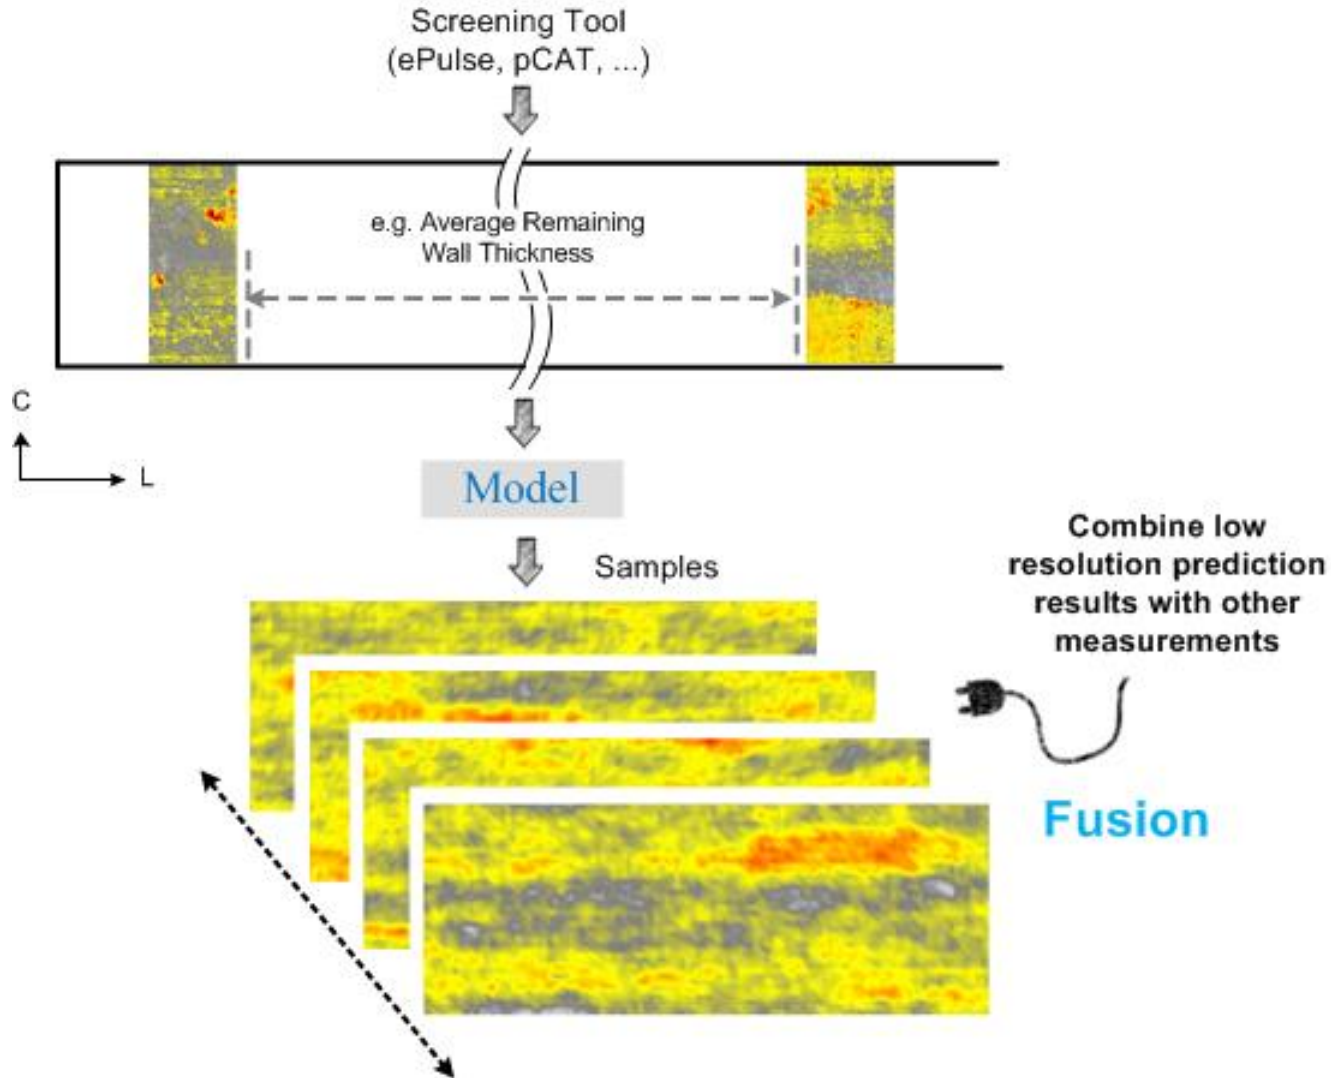 Screening Tool
(ePulse, pCAT, ...)
e.g. Average Remaining
Wall Thickness
C
L
Model
Samples
Combine low
resolution prediction
results with other
measurements
Fusion